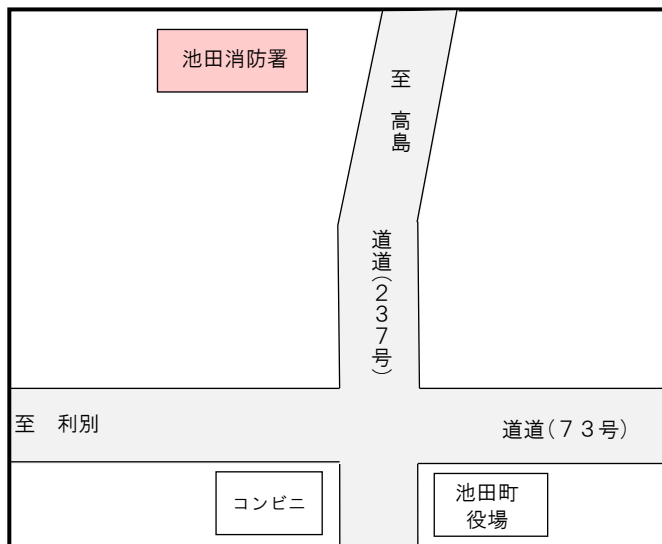 池田消防署
至　高島
道道(２３７号)
至　利別
道道(７３号)
コンビニ
池田町
役場